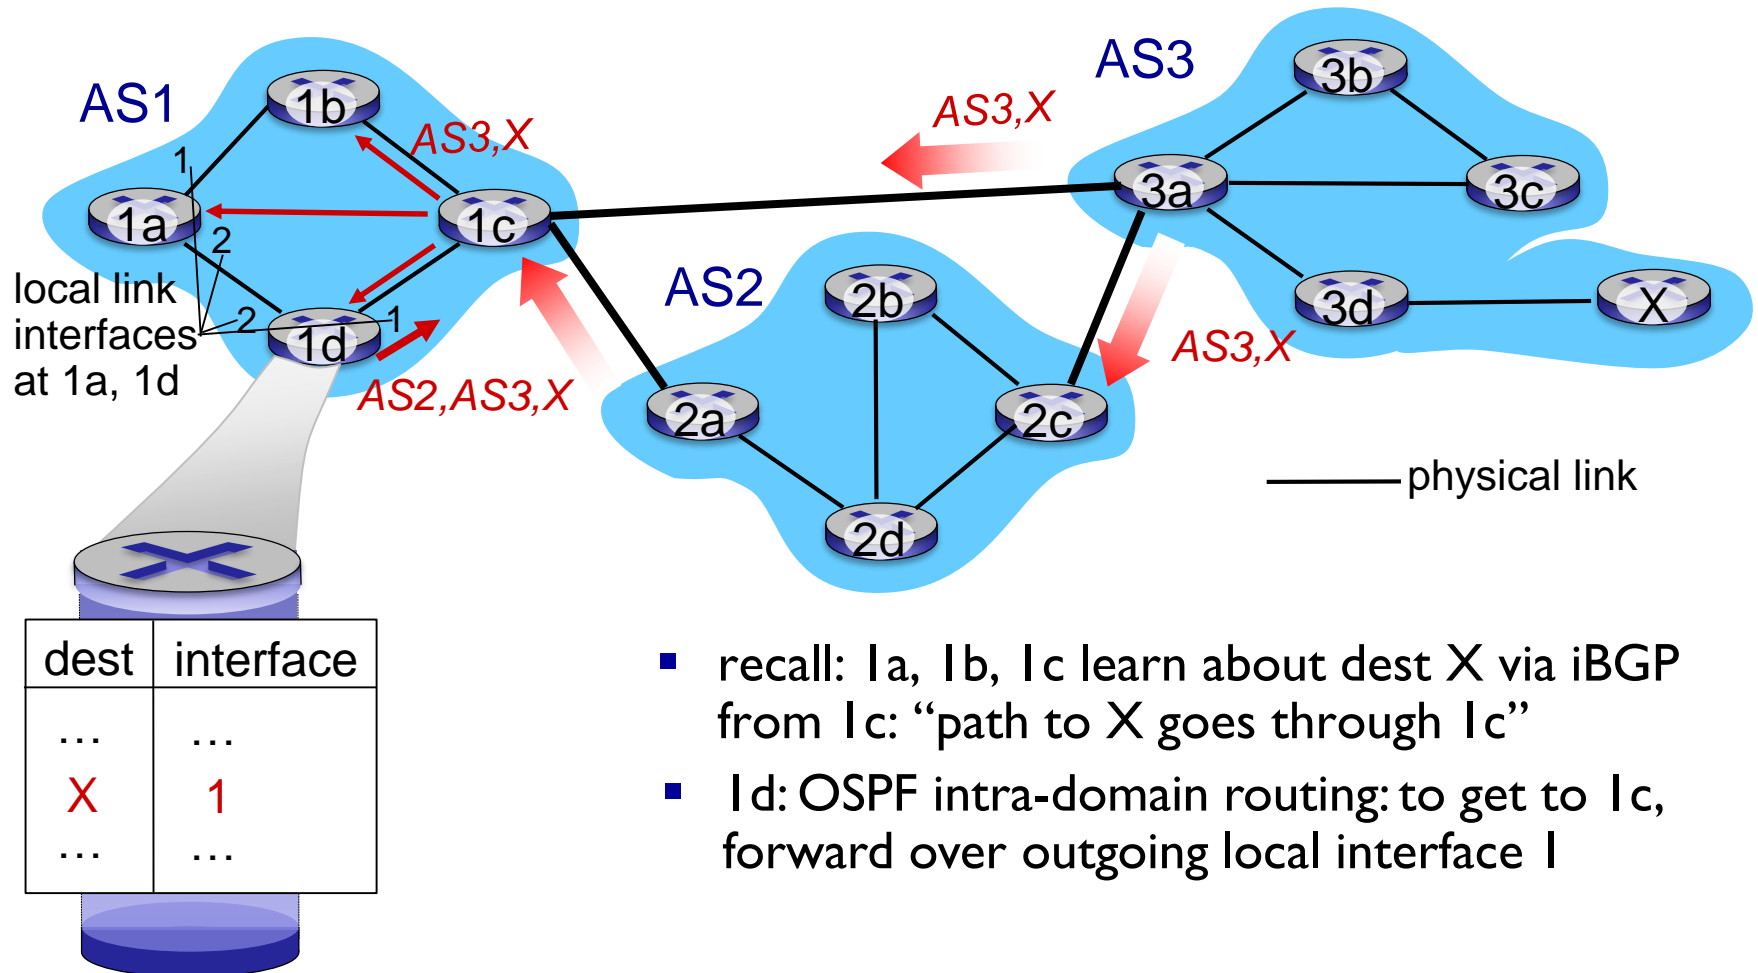 AS1
1b
AS3,X
1
1a
1c
2
local link
interfaces
at 1a, 1d
2
1
1d
AS2,AS3,X
AS3,X
AS3
3b
3a
3c
3d
X
AS3,X
AS2
2b
2a
2c
2d
physical link
dest interface
... ...
X 1
... ...
▪ recall: 1a, 1b, 1c learn about dest X via iBGP
from 1c: “path to X goes through 1c”
▪ 1d: OSPF intra-domain routing: to get to 1c,
forward over outgoing local interface 1